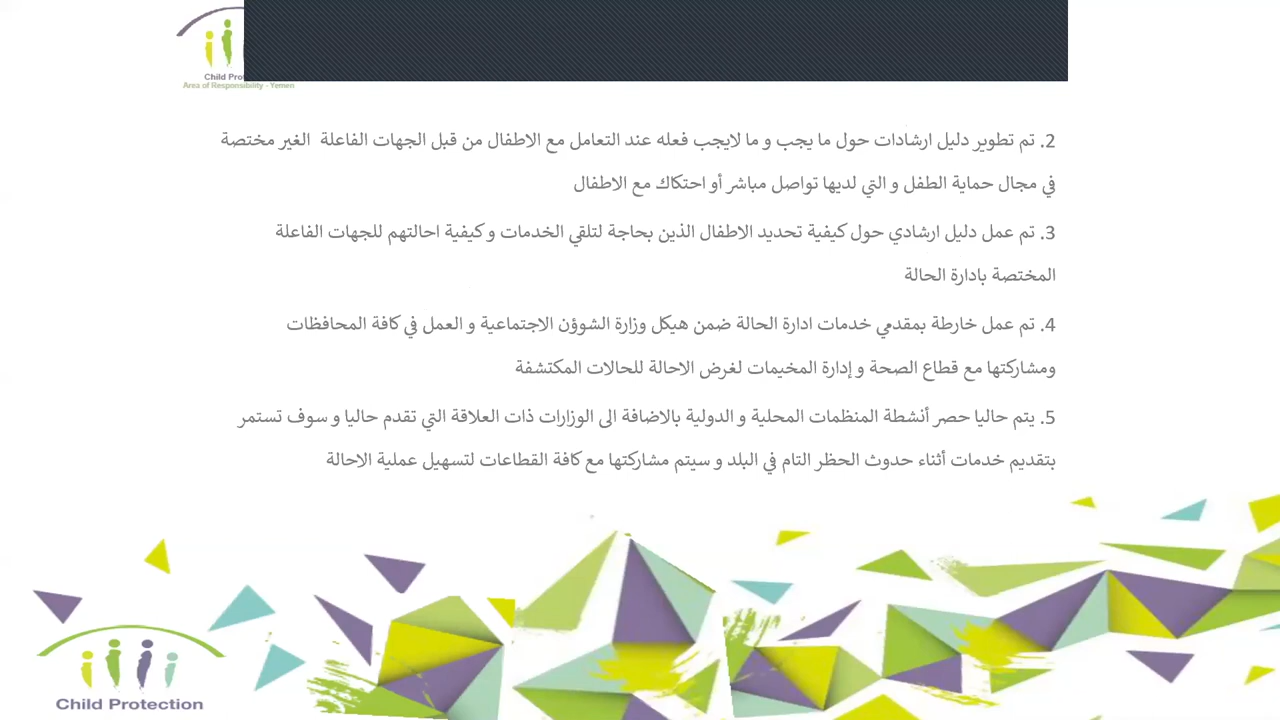 Child
Area of Responsibility - Yemen
2. تم تطوير دليل ارشادات حول ما يجب و ما لايجب فعله عند التعامل مع الاطفال من قبل الجهات الفاعلة الغير مختصة
في مجال حماية الطفل و التي لديها تواصل مباشر أو احتكاك مع الاطفال
3. تم عمل دليل ارشادي حول كيفية تحديد الاطفال الذين بحاجة لتلقي الخدمات و كيفية احالتهم للجهات الفاعلة
المختصة بادارة الحالة
4. تم عمل خارطة بمقدمي خدمات ادارة الحالة ضمن هيكل وزارة الشوؤن الاجتماعية و العمل في كافة المحافظات
ومشاركتها مع قطاع الصحة و إدارة المخيمات لغرض الاحالة للحالات المكتشفة
5. يتم حاليا حصر أنشطة المنظمات المحلية و الدولية بالاضافة الى الوزارات ذات العلاقة التي تقدم حاليا و سوف تستمر
بتقديم خدمات أثناء حدوث الحظر التام في البلد و سيتم مشاركتها مع كافة القطاعات لتسهيل عملية الاحالة
Child Protection